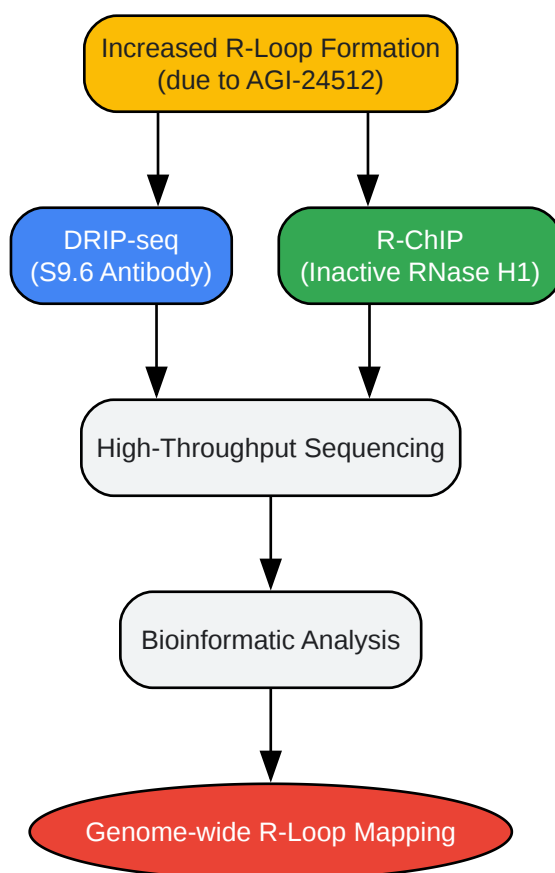 Increased R-Loop Formation
(due to AGI-24512)
DRIP-seq
(S9.6 Antibody)
R-ChIP
(Inactive RNase H1)
High-Throughput Sequencing
Bioinformatic Analysis
Genome-wide R-Loop Mapping